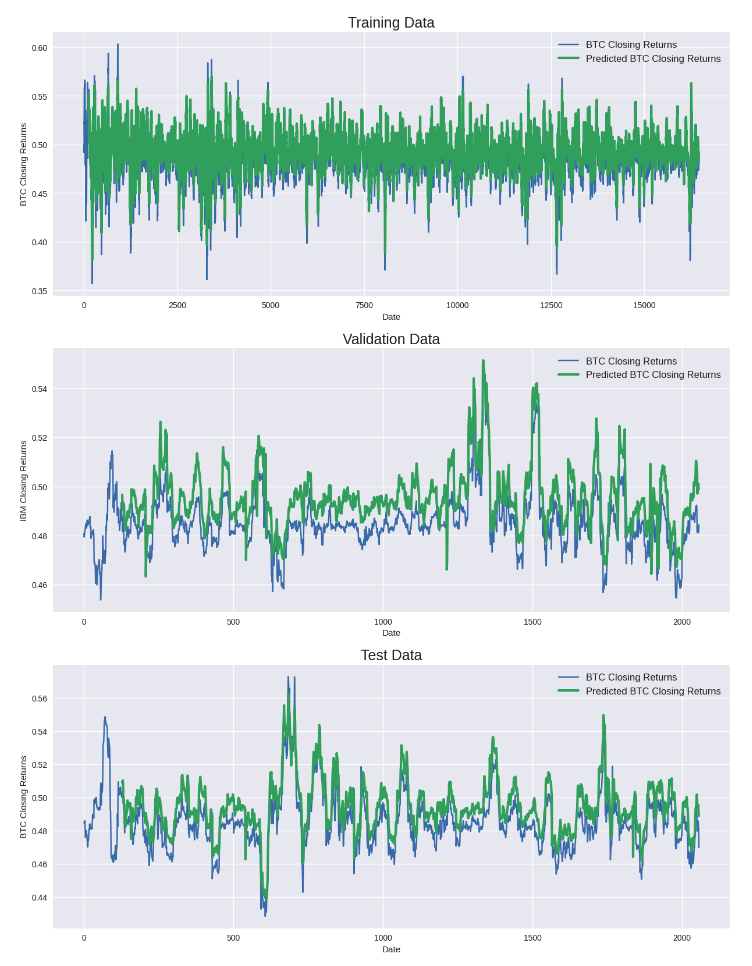 Training Data
BTC Closing Returns
Predicted BTC Closing Returns
0.60
0.55
0.50
0.45
0.40
0.35
BTC Closing Returns
0 2500 5000 7500 10000 12500 15000
Date
Validation Data
BTC Closing Returns
Predicted BTC Closing Returns
0.54
0.52
0.50
0.48
0.46
IBM Closing Returns
0 500 1000 1500 2000
Date
Test Data
BTC Closing Returns
Predicted BTC Closing Returns
0.56
0.54
0.52
0.50
0.48
0.46
0.44
BTC Closing Returns
0 500 1000 1500 2000
Date